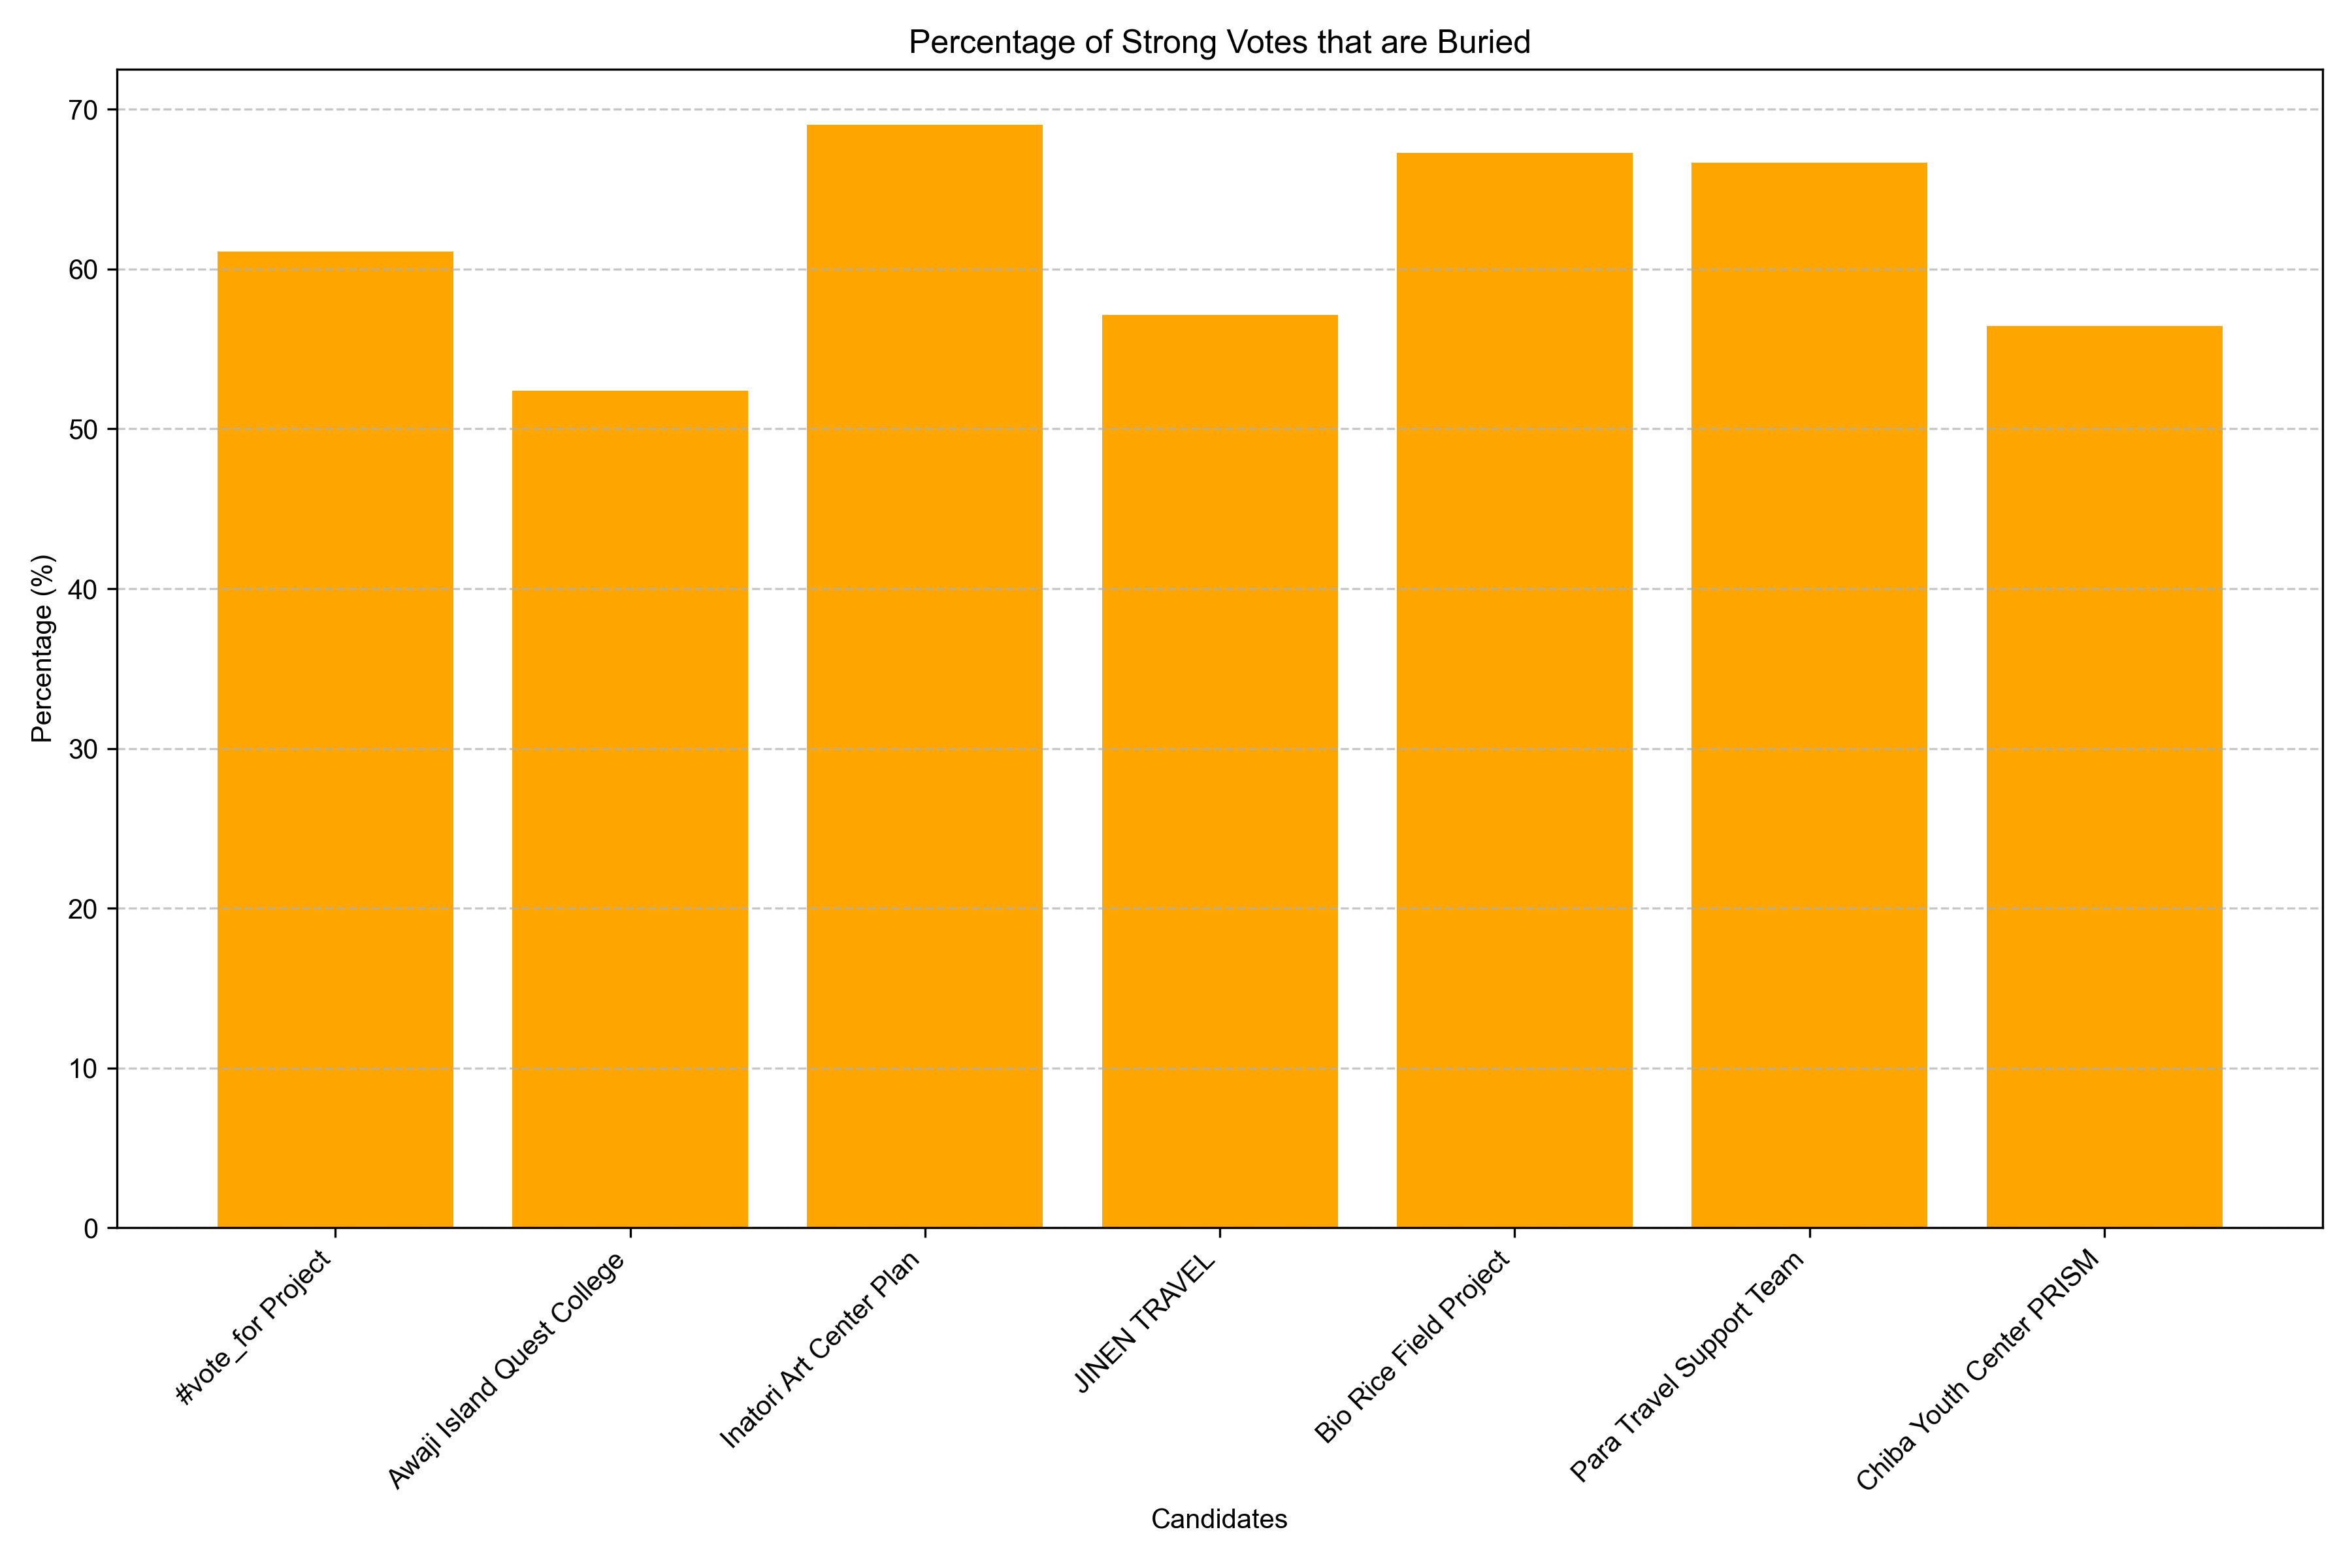 Percentage of Strong Votes that are Buried
Percentage (%)
70
60
50
40
30
20
10
0
#vote_for Project
Awaji Island Quest College
Inatori Art Center Plan
JINEN TRAVEL
Bio Rice Field Project
Para Travel Support Team
Chiba Youth Center PRISM
Candidates